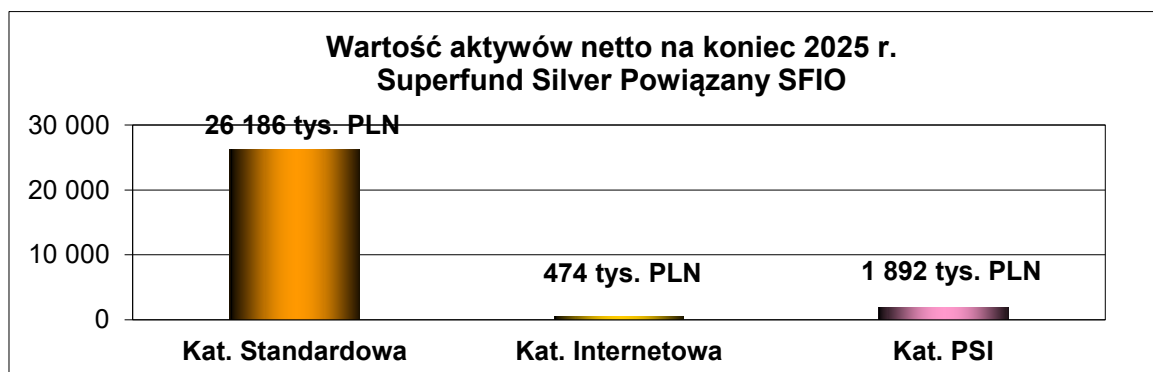 Wartość aktywów netto na koniec 2025 r.
Superfund Silver Powiązany SFIO
30 000
26 186 tys. PLN
20 000
10 000
474 tys. PLN
1 892 tys. PLN
0
Kat. Standardowa
Kat. Internetowa
Kat. PSI